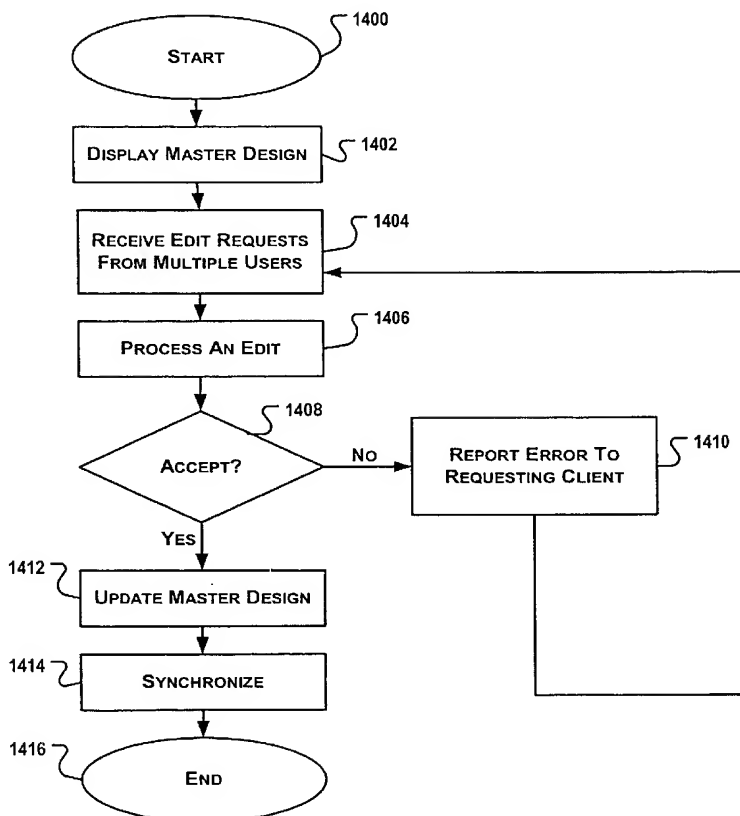 1400
START
DISPLAY MASTER DESIGN
1402
1404
RECEIVE EDIT REQUESTS
FROM MULTIPLE USERS
1406
PROCESS AN EDIT
1408
ACCEPT?
NO
REPORT ERROR TO
REQUESTING CLIENT
1410
YES
1412
UPDATE MASTER DESIGN
1414
SYNCHRONIZE
1416
END